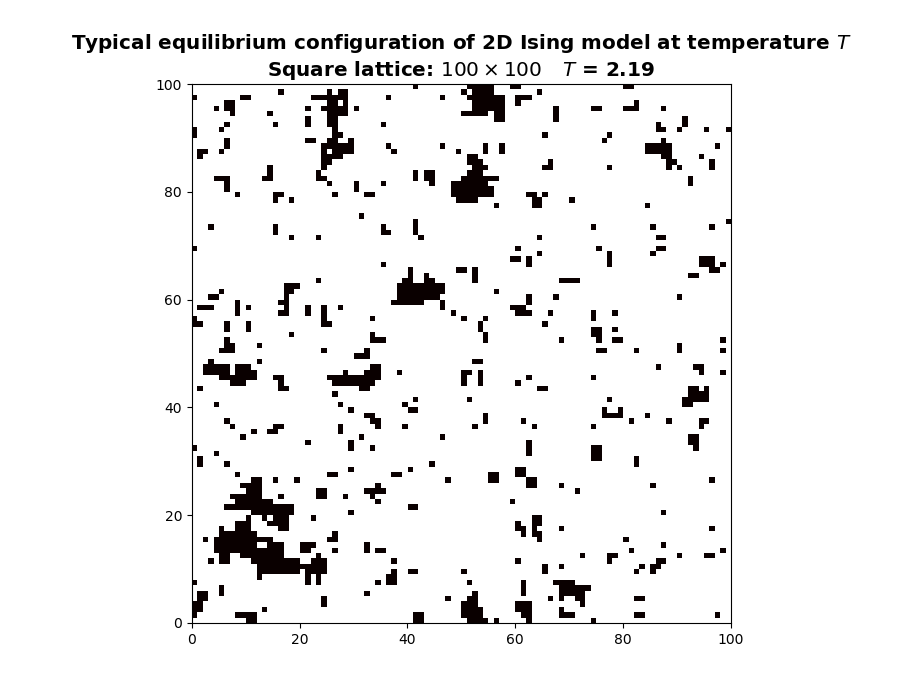 Typical equilibrium configuration of 2D Ising model at temperature T
Square lattice: 100 × 100 T = 2.19
100
80
60
40
20
0
0 20 40 60 80 100